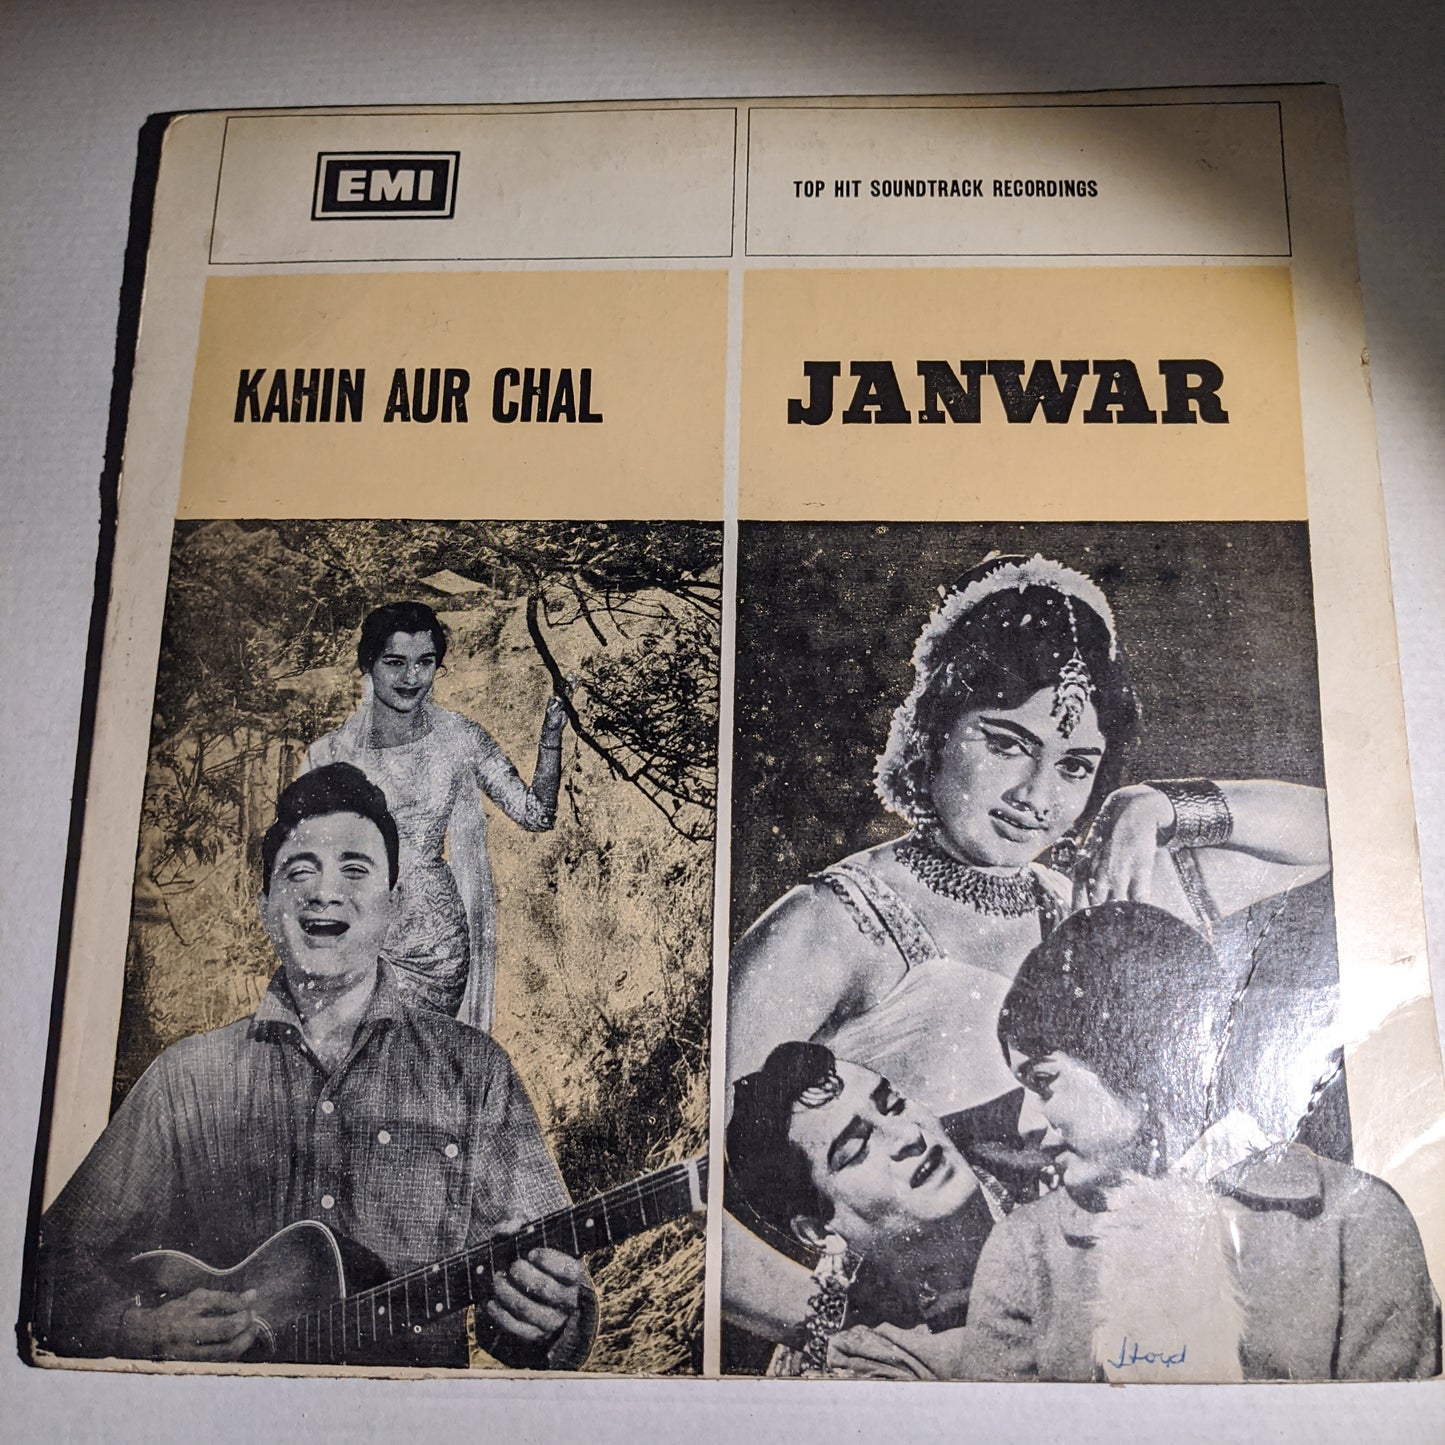 EMI
TOP HIT SOUNDTRACK RECORDINGS
KAHIN AUR CHAL
JANWAR